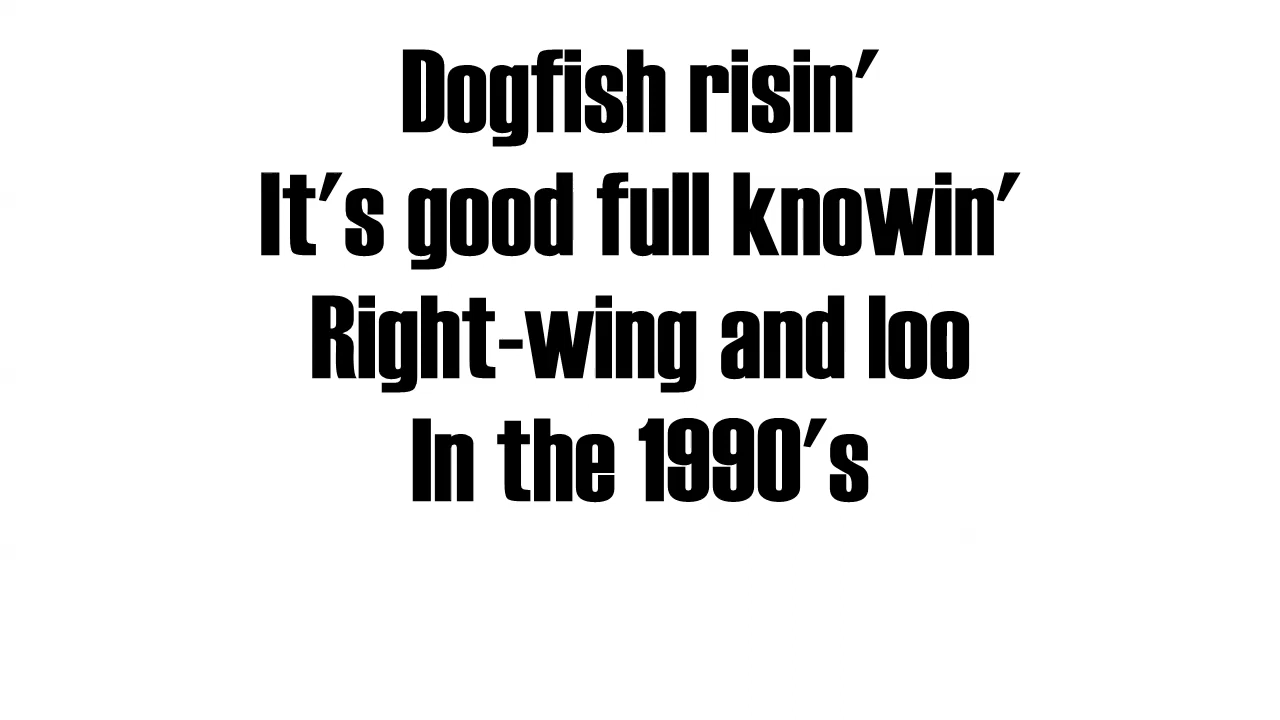 Dogfish risin'
It's good full knowin'
Right-wing and loo
In the 1990's